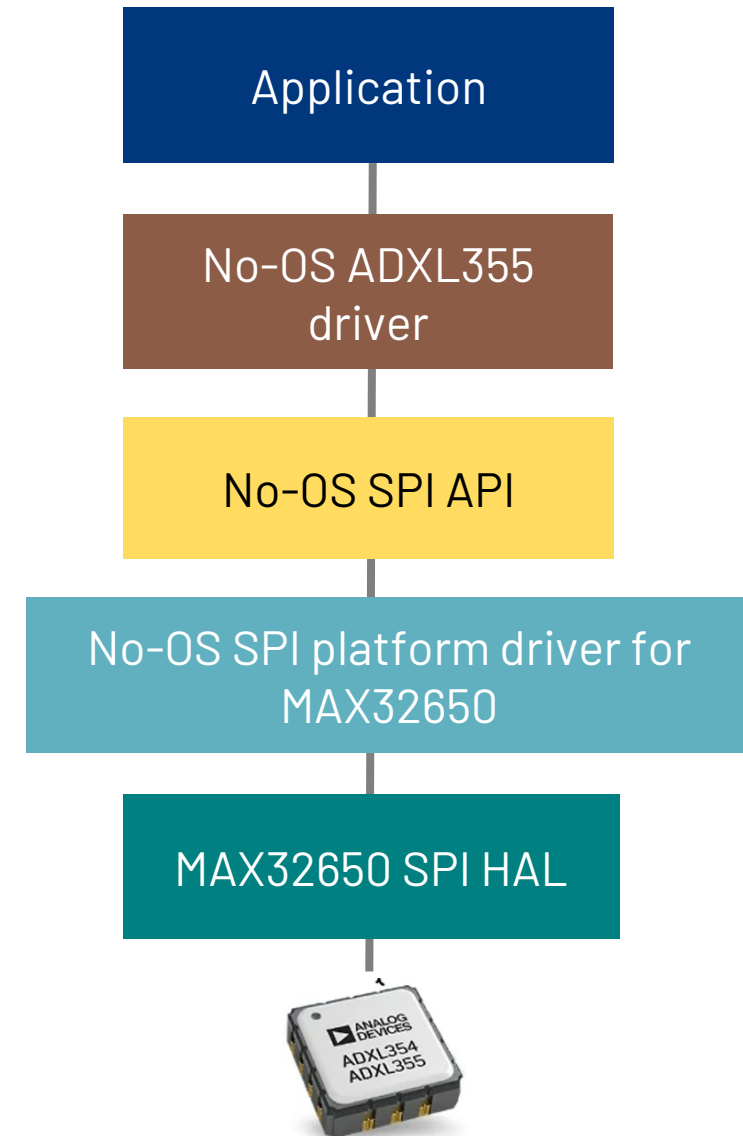 Application
No-OS ADXL355
driver
No-OS SPI API
No-OS SPI platform driver for
MAX32650
MAX32650 SPI HAL
ANALOG
DEVICES
ADXL354
ADXL355